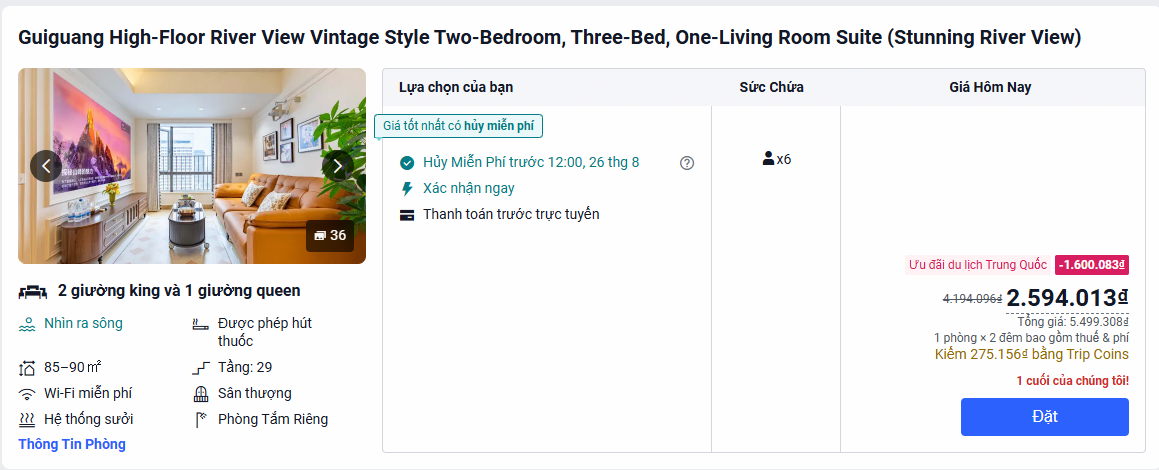 Guiguang High-Floor River View Vintage Style Two-Bedroom, Three-Bed, One-Living Room Suite (Stunning River View)
36
2 giường king và 1 giường queen
Nhìn ra sông
Được phép hút
thuốc
85–90 m²
Tầng: 29
Wi-Fi miễn phí
Sân thượng
Hệ thống sưởi
Phòng Tắm Riêng
Thông Tin Phòng
Lựa chọn của bạn
Sức Chứa
Giá Hôm Nay
Giá tốt nhất có hủy miễn phí
Hủy Miễn Phí trước 12:00, 26 thg 8
?
Xác nhận ngay
Thanh toán trước trực tuyến
x6
Ưu đãi du lịch Trung Quốc -1.600.083₫
4.194.096₫ 2.594.013₫
Tổng giá: 5.499.308₫
1 phòng × 2 đêm bao gồm thuế & phí
Kiếm 275.156₫ bằng Trip Coins
1 cuối của chúng tôi!
Đặt